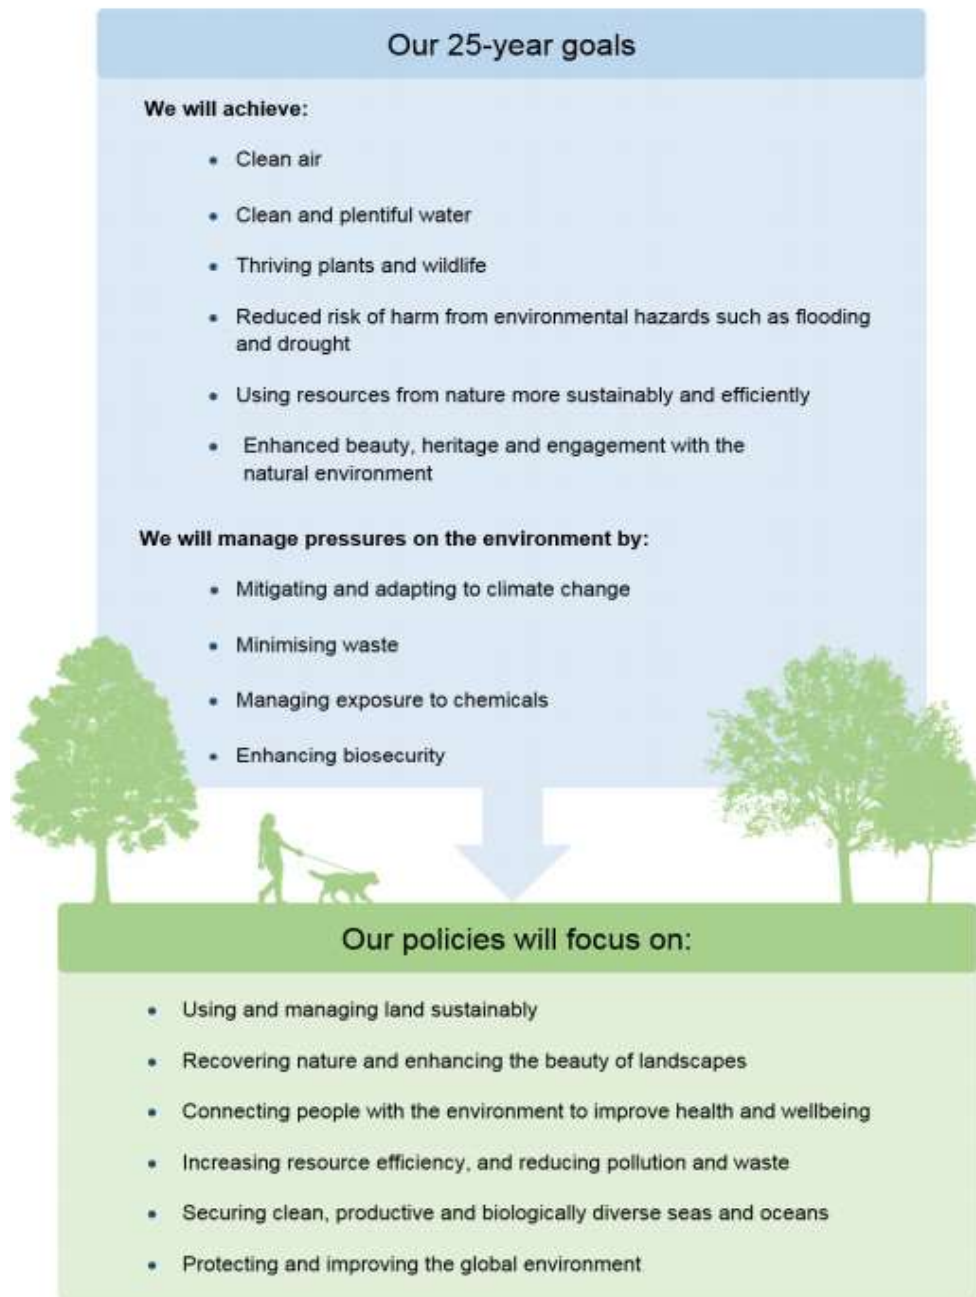 Our 25-year goals
We will achieve:
• Clean air
• Clean and plentiful water
• Thriving plants and wildlife
• Reduced risk of harm from environmental hazards such as flooding
and drought
• Using resources from nature more sustainably and efficiently
• Enhanced beauty, heritage and engagement with the
natural environment
We will manage pressures on the environment by:
• Mitigating and adapting to climate change
• Minimising waste
• Managing exposure to chemicals
• Enhancing biosecurity
Our policies will focus on:
• Using and managing land sustainably
• Recovering nature and enhancing the beauty of landscapes
• Connecting people with the environment to improve health and wellbeing
• Increasing resource efficiency, and reducing pollution and waste
• Securing clean, productive and biologically diverse seas and oceans
• Protecting and improving the global environment